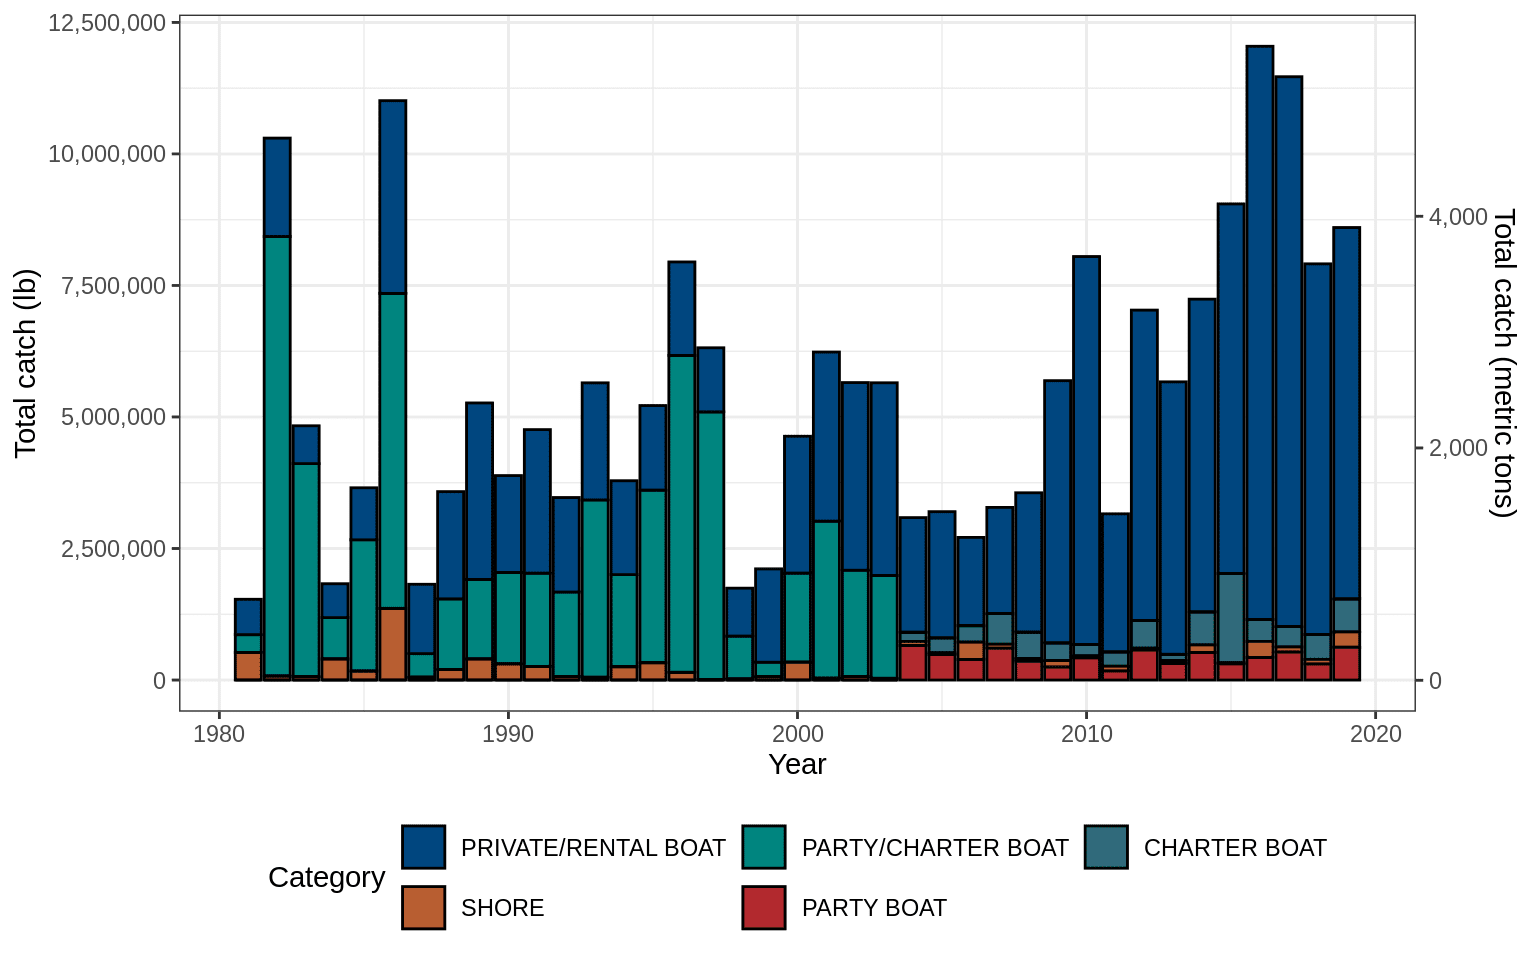 12,500,000
10,000,000
7,500,000
5,000,000
2,500,000
0
Total catch (lb)
4,000
2,000
0
Total catch (metric tons)
1980 1990 2000 2010 2020
Year
Category
PRIVATE/RENTAL BOAT PARTY/CHARTER BOAT CHARTER BOAT
SHORE PARTY BOAT